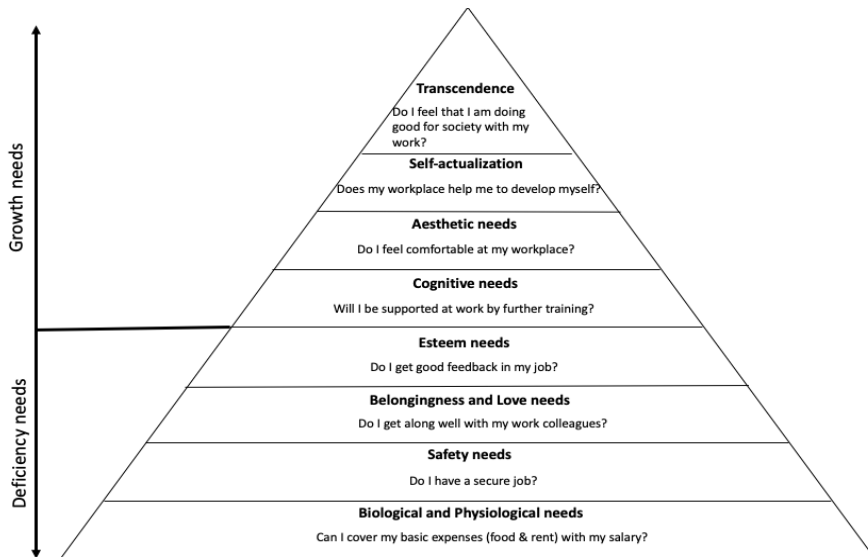 Growth needs
Deficiency needs
Transcendence
Do I feel that I am doing
good for society with my
work?
Self-actualization
Does my workplace help me to develop myself?
Aesthetic needs
Do I feel comfortable at my workplace?
Cognitive needs
Will I be supported at work by further training?
Esteem needs
Do I get good feedback in my job?
Belongingness and Love needs
Do I get along well with my work colleagues?
Safety needs
Do I have a secure job?
Biological and Physiological needs
Can I cover my basic expenses (food & rent) with my salary?